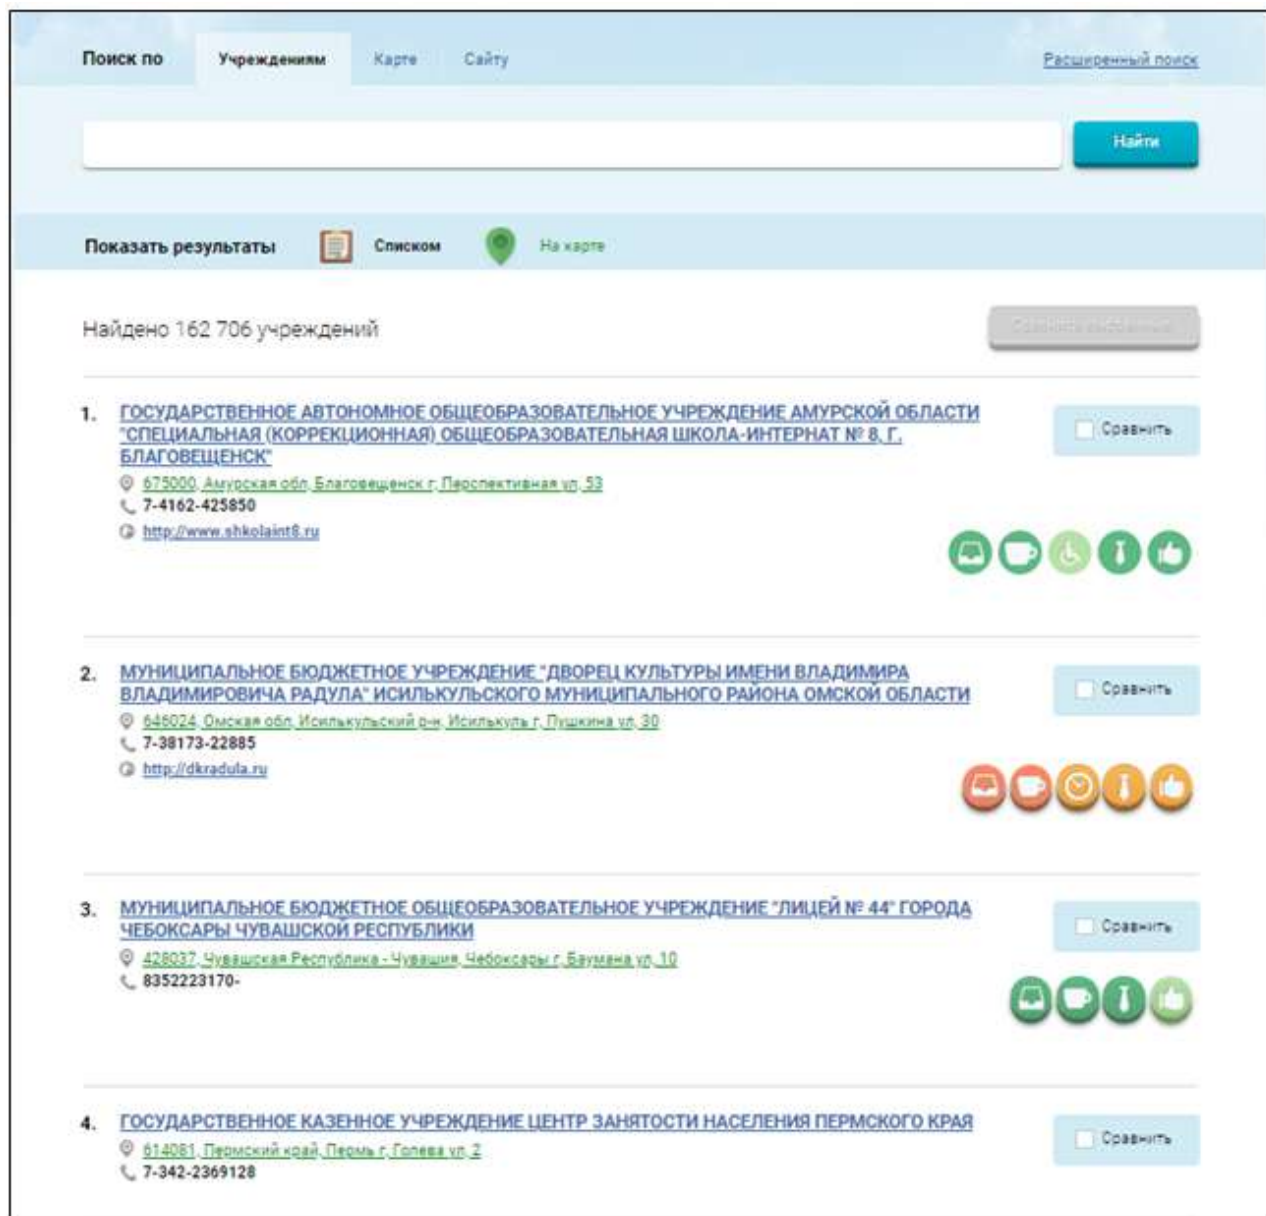 Поиск по Учреждениям Карте Сайту Расширенный поиск
Найти
Показать результаты Списком На карте
Найдено 162 706 учреждений Сравнить выбранные
1. ГОСУДАРСТВЕННОЕ АВТОНОМНОЕ ОБЩЕОБРАЗОВАТЕЛЬНОЕ УЧРЕЖДЕНИЕ АМУРСКОЙ ОБЛАСТИ
"СПЕЦИАЛЬНАЯ (КОРРЕКЦИОННАЯ) ОБЩЕОБРАЗОВАТЕЛЬНАЯ ШКОЛА-ИНТЕРНАТ № 8, Г.
БЛАГОВЕЩЕНСК"
Сравнить
675000, Амурская обл, Благовещенск г, Перспективная ул, 53
7-4162-425850
http://www.shkolaint8.ru
2. МУНИЦИПАЛЬНОЕ БЮДЖЕТНОЕ УЧРЕЖДЕНИЕ "ДВОРЕЦ КУЛЬТУРЫ ИМЕНИ ВЛАДИМИРА
ВЛАДИМИРОВИЧА РАДУЛА" ИСИЛЬКУЛЬСКОГО МУНИЦИПАЛЬНОГО РАЙОНА ОМСКОЙ ОБЛАСТИ
Сравнить
646024, Омская обл, Исилькульский р-н, Исилькуль г, Пушкина ул, 30
7-38173-22885
http://dkradula.ru
3. МУНИЦИПАЛЬНОЕ БЮДЖЕТНОЕ ОБЩЕОБРАЗОВАТЕЛЬНОЕ УЧРЕЖДЕНИЕ "ЛИЦЕЙ № 44" ГОРОДА
ЧЕБОКСАРЫ ЧУВАШСКОЙ РЕСПУБЛИКИ
Сравнить
428037, Чувашская Республика - Чувашия, Чебоксары г, Баумана ул, 10
8352223170-
4. ГОСУДАРСТВЕННОЕ КАЗЕННОЕ УЧРЕЖДЕНИЕ ЦЕНТР ЗАНЯТОСТИ НАСЕЛЕНИЯ ПЕРМСКОГО КРАЯ
Сравнить
614081, Пермский край, Пермь г, Голева ул, 2
7-342-2369128